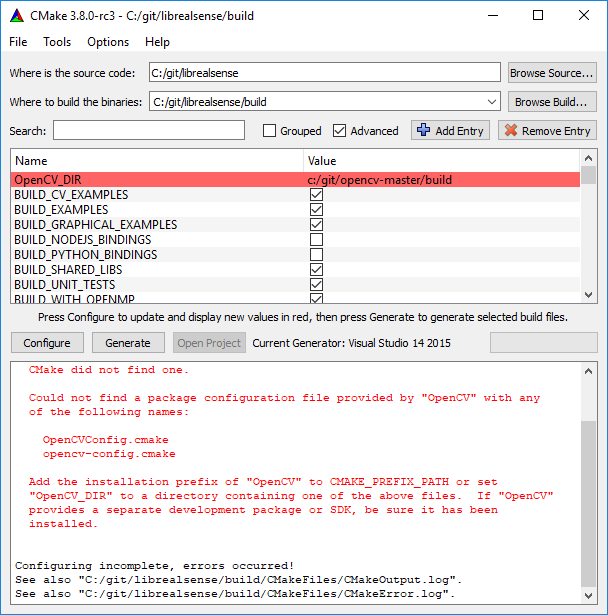 CMake 3.8.0-rc3 - C:/git/librealsense/build
File Tools Options Help
Where is the source code: C:/git/librealsense Browse Source...
Where to build the binaries: C:/git/librealsense/build Browse Build...
Search: Grouped Advanced Add Entry Remove Entry
Name Value
OpenCV_DIR c:/git/opencv-master/build
BUILD_CV_EXAMPLES
BUILD_EXAMPLES
BUILD_GRAPHICAL_EXAMPLES
BUILD_NODEJS_BINDINGS
BUILD_PYTHON_BINDINGS
BUILD_SHARED_LIBS
BUILD_UNIT_TESTS
BUILD_WITH_OPENMP
Press Configure to update and display new values in red, then press Generate to generate selected build files.
Configure Generate Open Project Current Generator: Visual Studio 14 2015
CMake did not find one.
Could not find a package configuration file provided by "OpenCV" with any
of the following names:
OpenCVConfig.cmake
opencv-config.cmake
Add the installation prefix of "OpenCV" to CMAKE_PREFIX_PATH or set
"OpenCV_DIR" to a directory containing one of the above files.  If "OpenCV"
provides a separate development package or SDK, be sure it has been
installed.
Configuring incomplete, errors occurred!
See also "C:/git/librealsense/build/CMakeFiles/CMakeOutput.log".
See also "C:/git/librealsense/build/CMakeFiles/CMakeError.log".